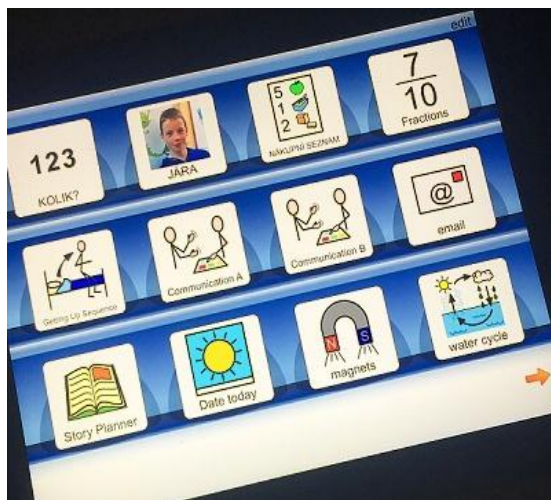 edit
123
KOLIK?
JÁRA
5
1
2
NÁKUPNÍ SEZNAM
7
10
Fractions
Getting Up Sequence
Communication A
Communication B
@
email
Story Planner
Date today
N S
magnets
water cycle